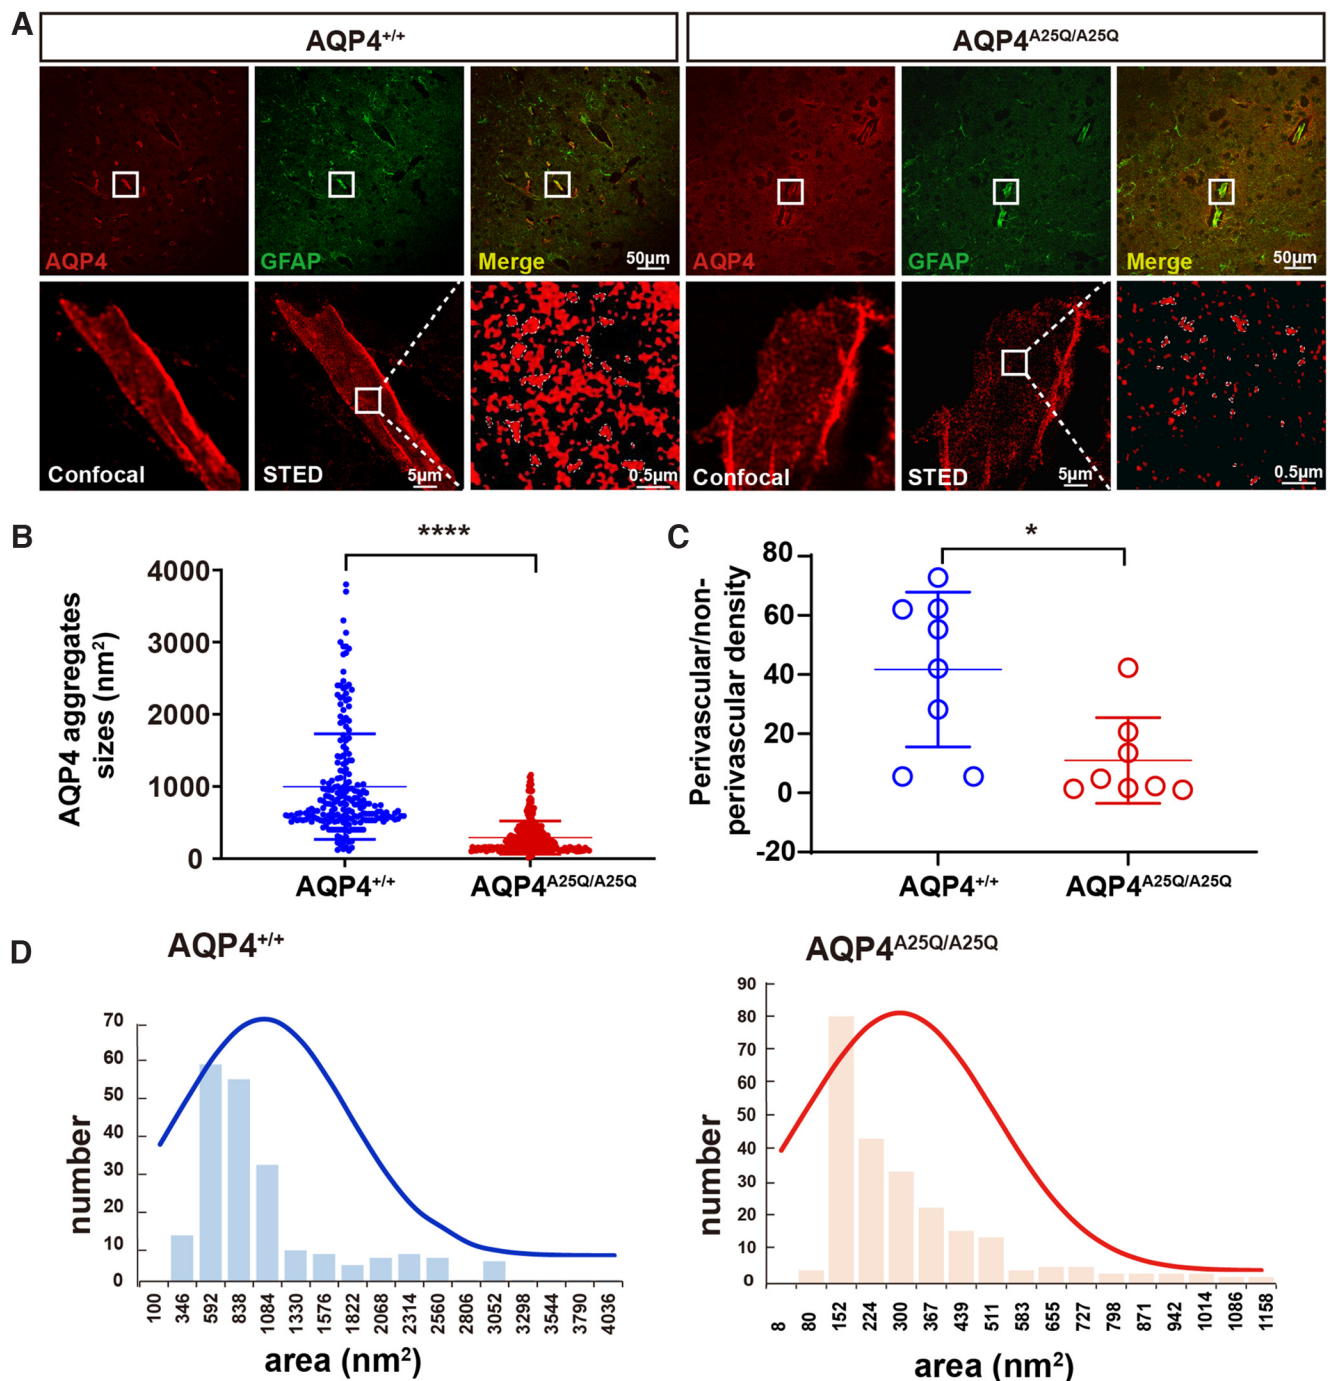 A
AQP4+/+
AQP4A25Q/A25Q
AQP4
GFAP
Merge
50μm
AQP4
GFAP
Merge
50μm
Confocal
STED
5μm
0.5μm
Confocal
STED
5μm
0.5μm
B
****
AQP4 aggregates
sizes (nm²)
4000
3000
2000
1000
0
AQP4+/+
AQP4A25Q/A25Q
C
*
Perivascular/non-
perivascular density
80
60
40
20
0
-20
AQP4+/+
AQP4A25Q/A25Q
D
AQP4+/+
number
70
60
50
40
30
20
10
0
100 346 592 838 1084 1330 1576 1822 2068 2314 2560 2806 3052 3298 3544 3790 4036
area (nm²)
AQP4A25Q/A25Q
number
90
80
70
60
50
40
30
20
10
0
8 80 152 224 300 367 439 511 583 655 727 798 871 942 1014 1086 1158
area (nm²)